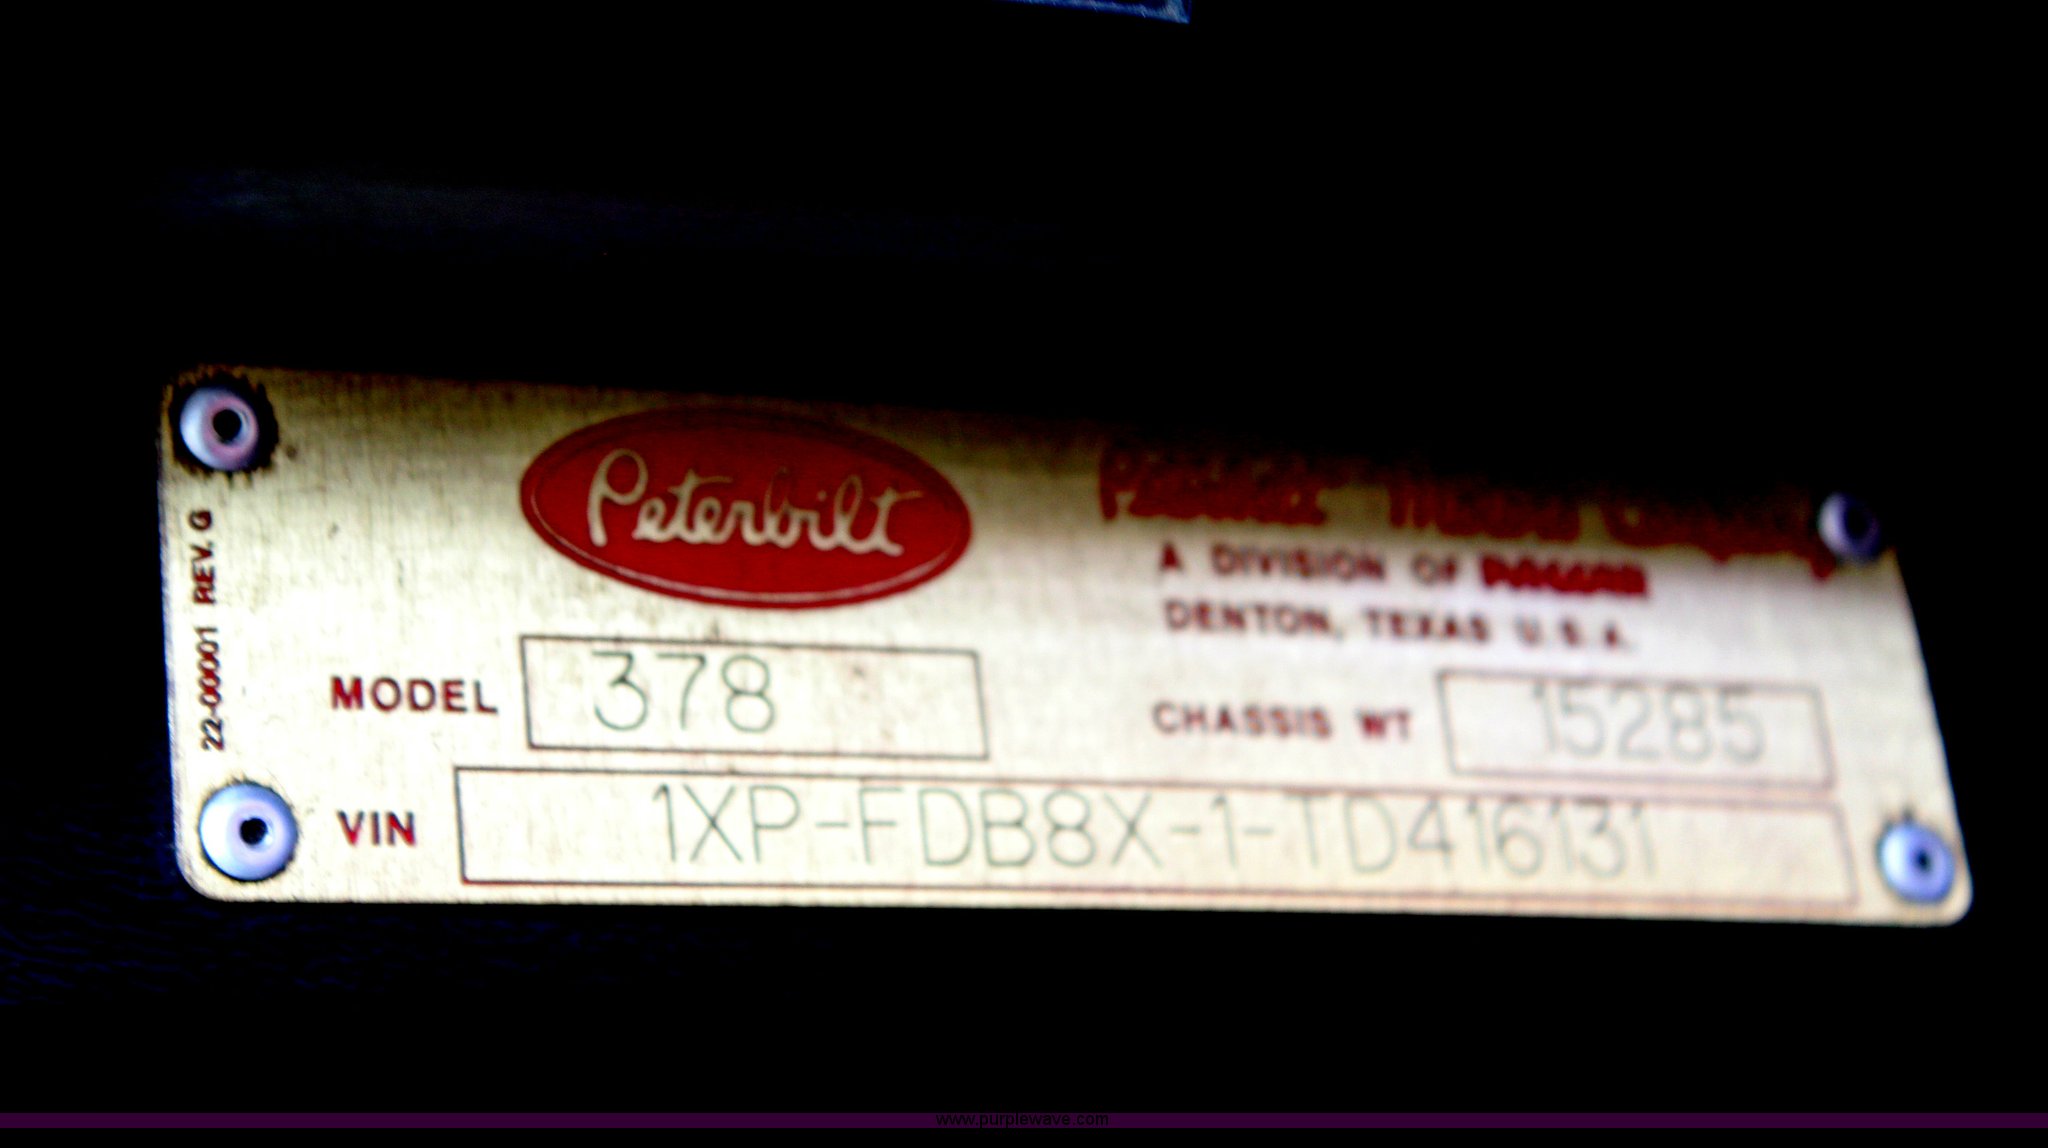 Peterbilt
A DIVISION OF PACCAR
DENTON, TEXAS U.S.A.
22-00001 REV. G
MODEL 378
CHASSIS WT 15285
VIN 1XP-FDB8X-1-TD416131
www.purplewave.com